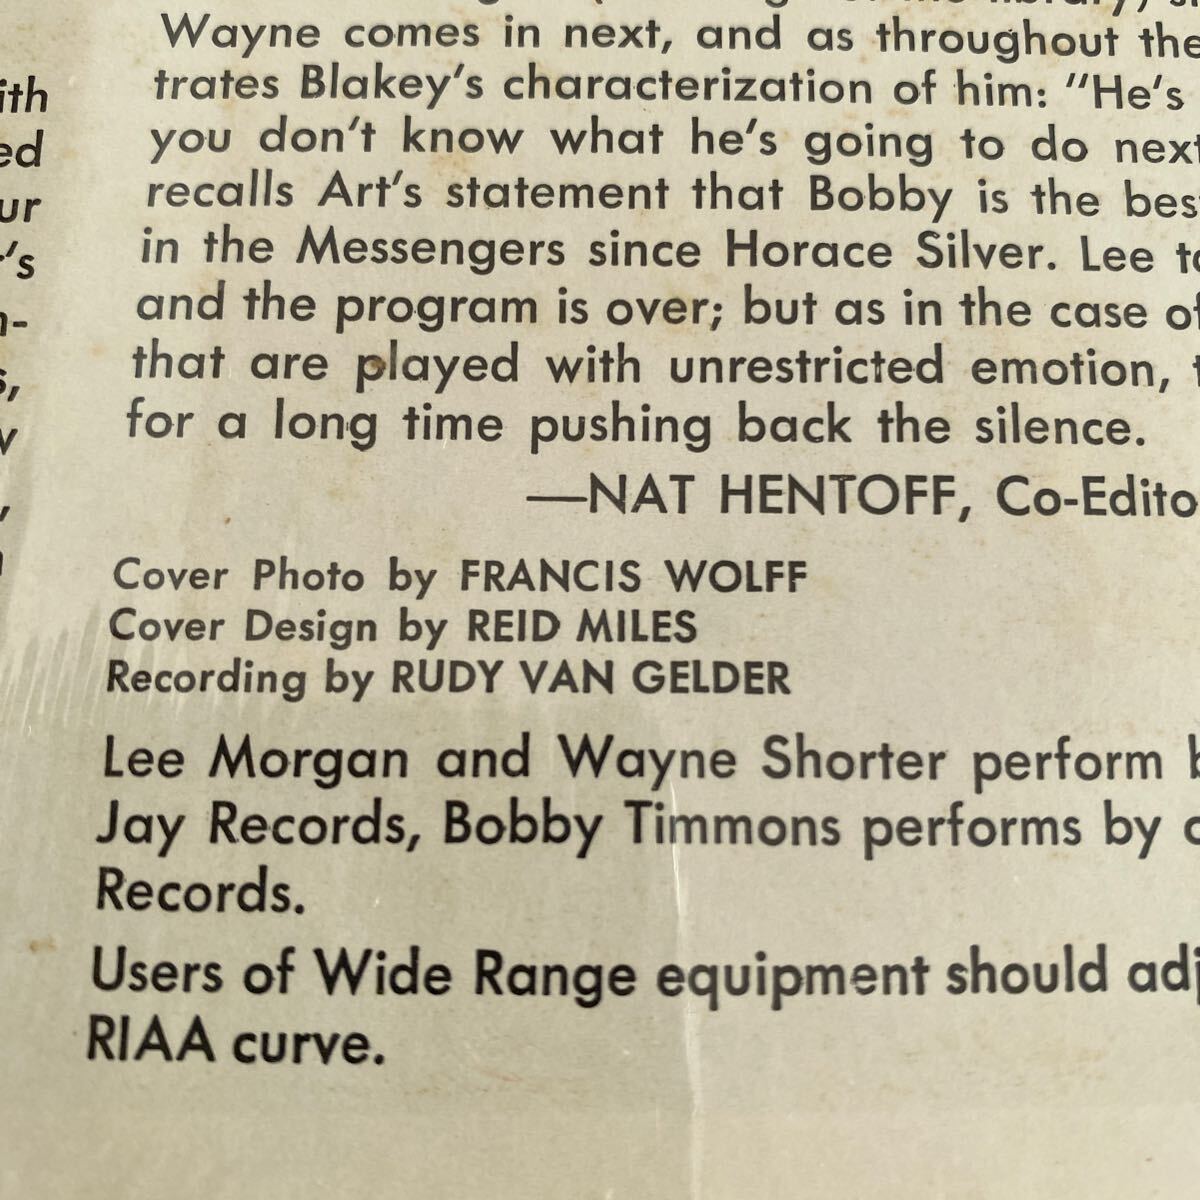 Wayne comes in next, and as throughout the
trates Blakey's characterization of him: "He's
you don't know what he's going to do next
recalls Art's statement that Bobby is the best
in the Messengers since Horace Silver. Lee
and the program is over; but as in the case of
that are played with unrestricted emotion,
for a long time pushing back the silence.
—NAT HENTOFF, Co-Edito
Cover Photo by FRANCIS WOLFF
Cover Design by REID MILES
Recording by RUDY VAN GELDER
Lee Morgan and Wayne Shorter perform
Jay Records, Bobby Timmons performs by
Records.
Users of Wide Range equipment should adj
RIAA curve.